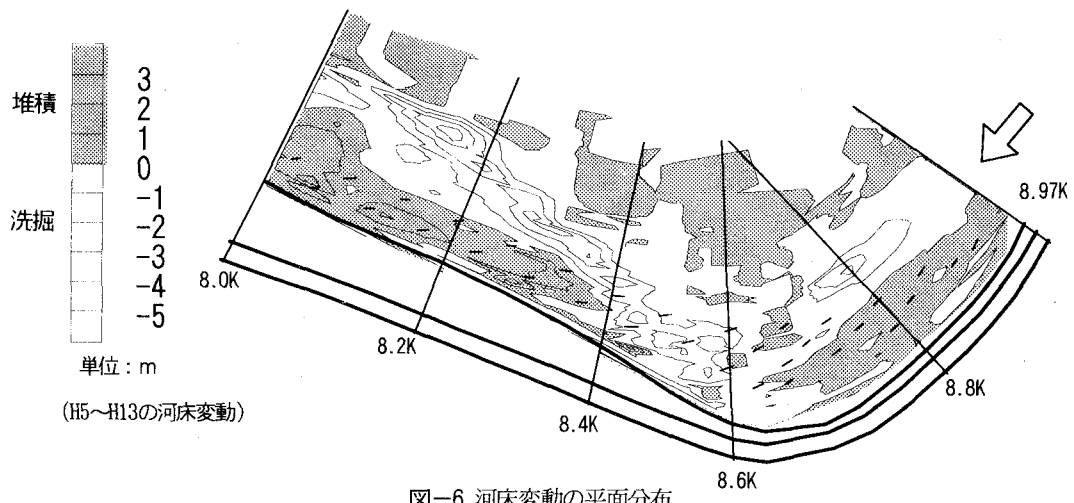 堆積
洗掘
3
2
1
0
-1
-2
-3
-4
-5
単位：m
(H5～H13の河床変動)
8.0K
8.2K
8.4K
8.6K
8.8K
8.97K
図-6 河床変動の平面分布